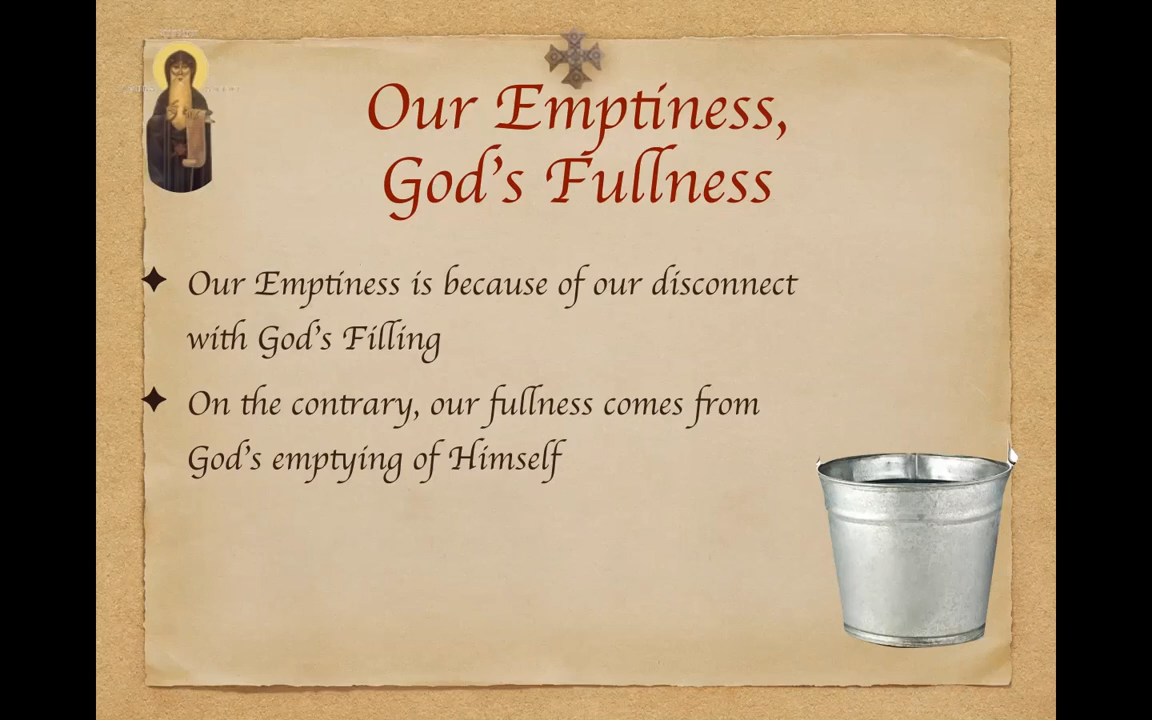 Our Emptiness,
God's Fullness
Our Emptiness is because of our disconnect
with God's Filling
On the contrary, our fullness comes from
God's emptying of Himself